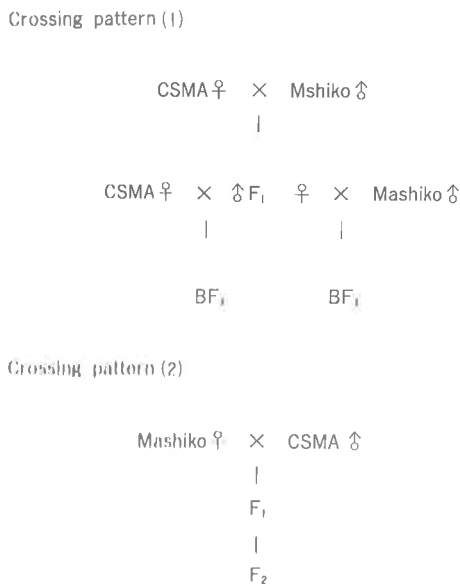 Crossing pattern (1)
CSMA♀ × Mshiko♂
CSMA♀ × ♂F₁ ♀ × Mashiko♂
BF₁ BF₁
Crossing pattern (2)
Mashiko♀ × CSMA♂
F₁
F₂